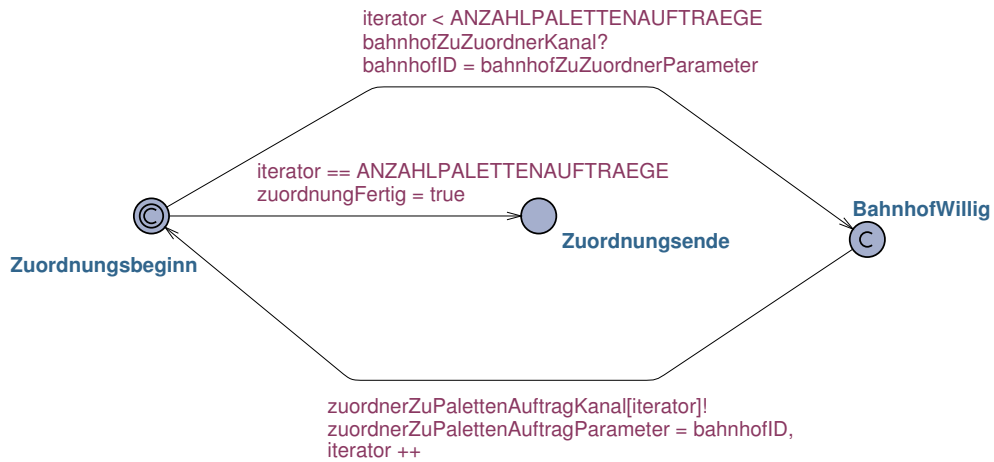 iterator < ANZAHLPALETTENAUFTRAEGE
bahnhofZuZuordnerKanal?
bahnhofID = bahnhofZuZuordnerParameter
iterator == ANZAHLPALETTENAUFTRAEGE
zuordnungFertig = true
C
BahnhofWillig
Zuordnungsende
C
Zuordnungsbeginn
zuordnerZuPalettenAuftragKanal[iterator]!
zuordnerZuPalettenAuftragParameter = bahnhofID,
iterator ++